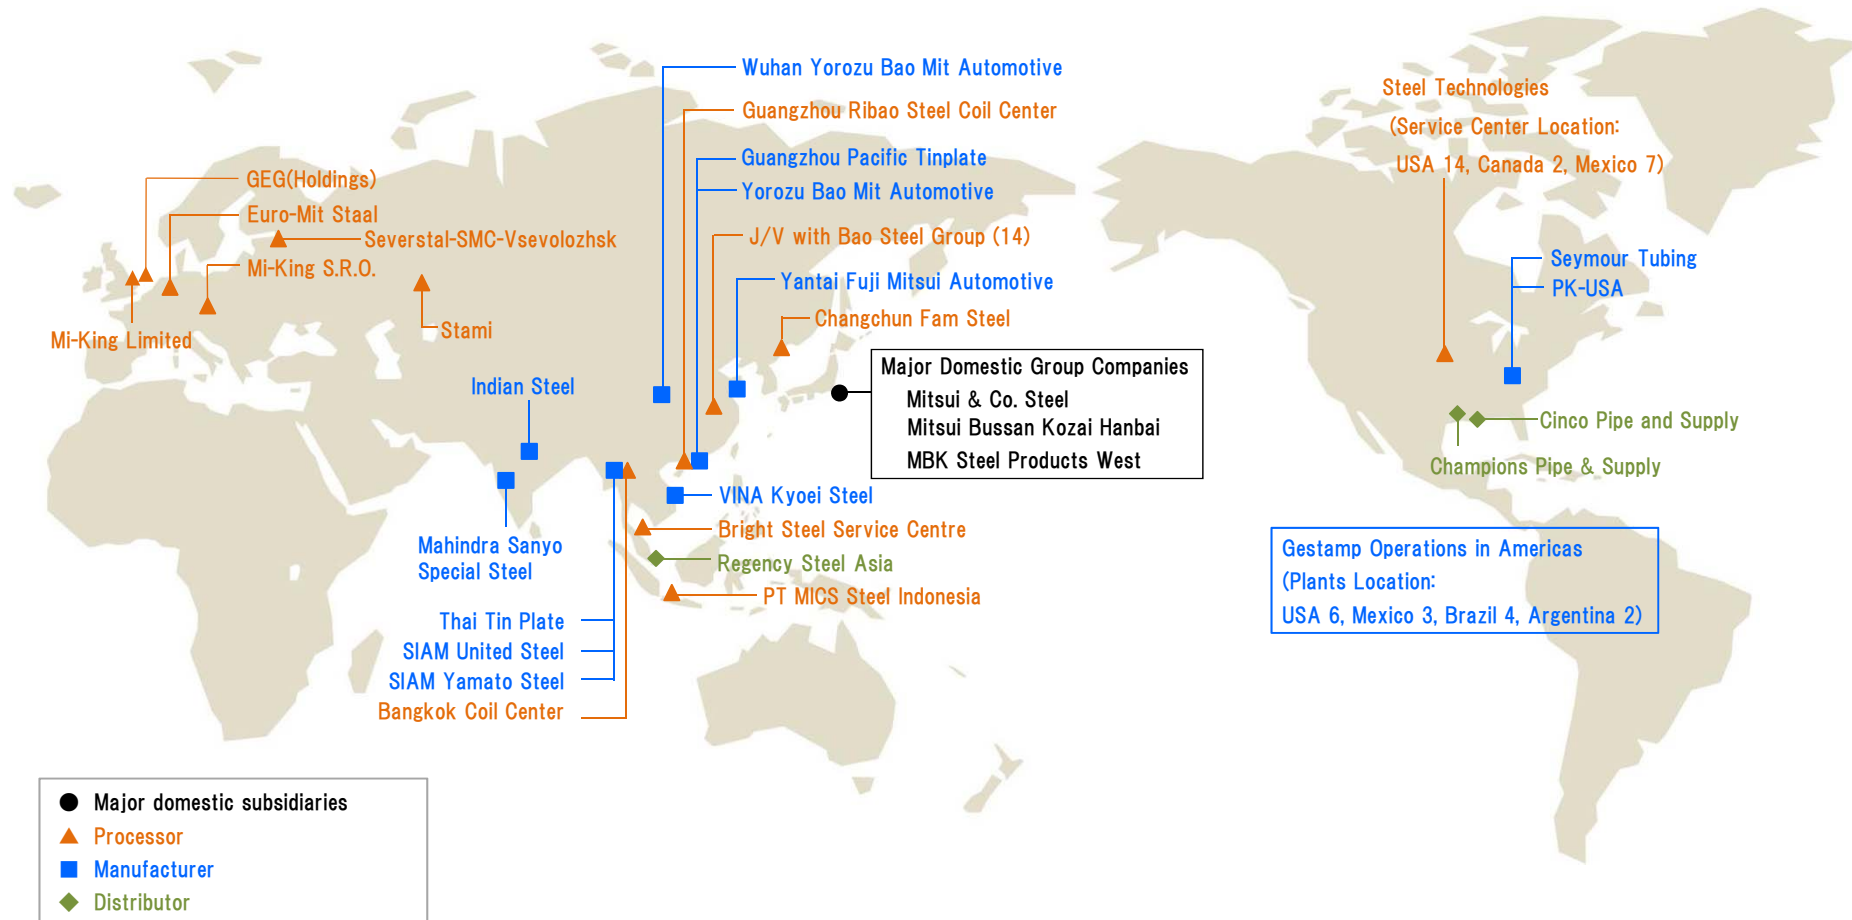 Wuhan Yorozu Bao Mit Automotive
Guangzhou Ribao Steel Coil Center
Guangzhou Pacific Tinplate
Yorozu Bao Mit Automotive
J/V with Bao Steel Group (14)
Yantai Fuji Mitsui Automotive
Changchun Fam Steel
GEG(Holdings)
Euro-Mit Staal
Severstal-SMC-Vsevolozhsk
Mi-King S.R.O.
Mi-King Limited
Stami
Indian Steel
Mahindra Sanyo
Special Steel
Major Domestic Group Companies
Mitsui & Co. Steel
Mitsui Bussan Kozai Hanbai
MBK Steel Products West
VINA Kyoei Steel
Bright Steel Service Centre
Regency Steel Asia
PT MICS Steel Indonesia
Thai Tin Plate
SIAM United Steel
SIAM Yamato Steel
Bangkok Coil Center
Steel Technologies
(Service Center Location:
USA 14, Canada 2, Mexico 7)
Seymour Tubing
PK-USA
Cinco Pipe and Supply
Champions Pipe & Supply
Gestamp Operations in Americas
(Plants Location:
USA 6, Mexico 3, Brazil 4, Argentina 2)
Major domestic subsidiaries
Processor
Manufacturer
Distributor